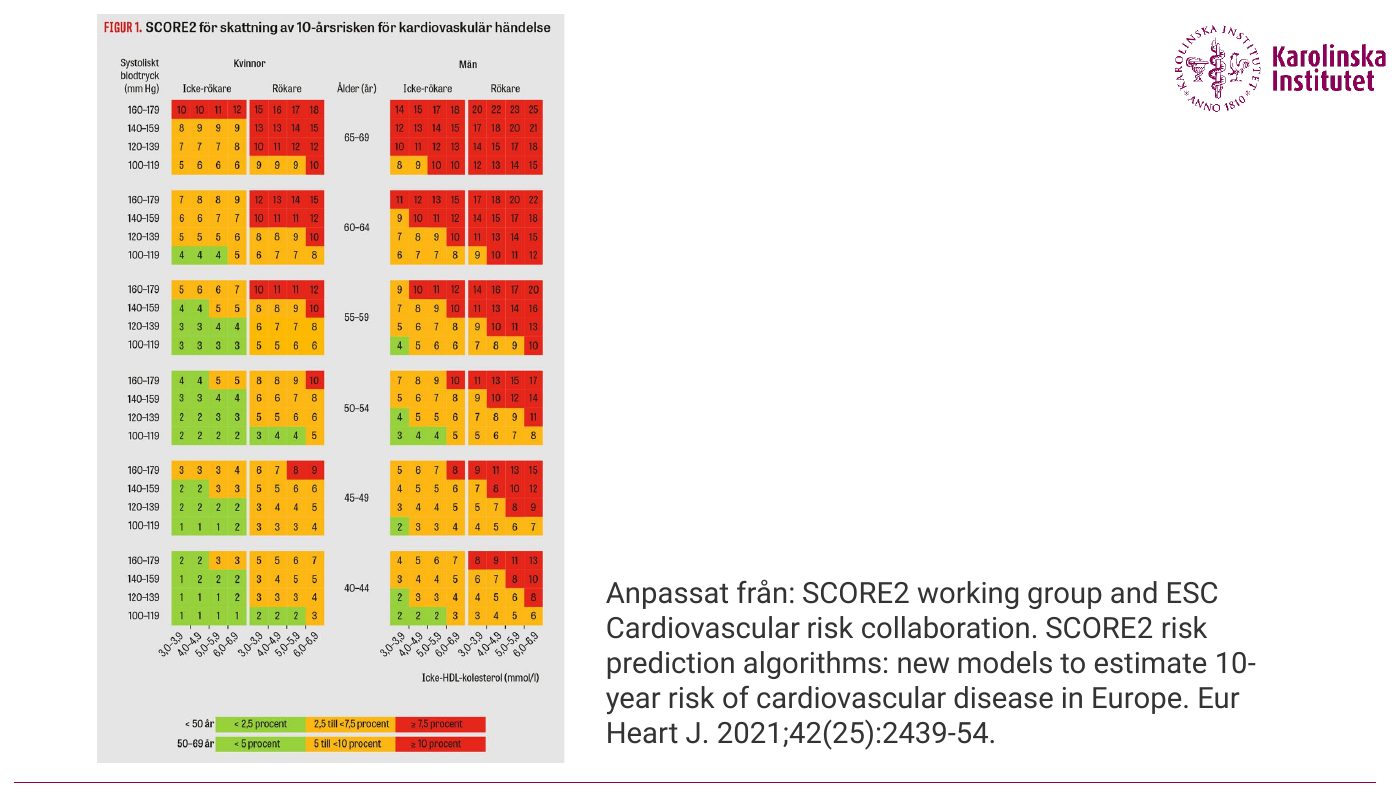 FIGUR 1. SCORE2 för skattning av 10-årsrisken för kardiovaskulär händelse
Systoliskt
blodtryck
(mm Hg)
Kvinnor
Män
Icke-rökare Rökare Ålder (år) Icke-rökare Rökare
160–179 10 10 11 12 15 16 17 18 14 15 17 18 20 22 23 25
140–159 8 9 9 9 13 13 14 15 12 13 14 15 17 18 20 21
65–69
120–139 7 7 7 8 10 11 12 12 10 11 12 13 14 15 17 18
100–119 5 6 6 6 9 9 9 10 8 9 10 10 12 13 14 15
160–179 7 8 8 9 12 13 14 15 11 12 13 15 17 18 20 22
140–159 6 6 7 7 10 11 11 12 9 10 11 12 14 15 17 18
60–64
120–139 5 5 5 6 8 8 9 10 7 8 9 10 11 13 14 15
100–119 4 4 4 5 6 7 7 8 6 7 7 8 9 10 11 12
160–179 5 6 6 7 10 11 11 12 9 10 11 12 14 16 17 20
140–159 4 4 5 5 8 8 9 10 7 8 9 10 11 13 14 16
55–59
120–139 3 3 4 4 6 7 7 8 5 6 7 8 9 10 11 13
100–119 3 3 3 3 5 5 6 6 4 5 6 6 7 8 9 10
160–179 4 4 5 5 8 8 9 10 7 8 9 10 11 13 15 17
140–159 3 3 4 4 6 6 7 8 5 6 7 8 9 10 12 14
50–54
120–139 2 2 3 3 5 5 6 6 4 5 5 6 7 8 9 11
100–119 2 2 2 2 3 4 4 5 3 4 4 5 5 6 7 8
160–179 3 3 3 4 6 7 8 9 5 6 7 8 9 11 13 15
140–159 2 2 3 3 5 5 6 6 4 5 5 6 7 8 10 12
45–49
120–139 2 2 2 2 3 4 4 5 3 4 4 5 5 7 8 9
100–119 1 1 1 2 3 3 3 4 2 3 3 4 4 5 6 7
160–179 2 2 3 3 5 5 6 7 4 5 6 7 8 9 11 13
140–159 1 2 2 2 3 4 5 5 3 4 4 5 6 7 8 10
40–44
120–139 1 1 1 2 3 3 3 4 2 3 3 4 4 5 6 8
100–119 1 1 1 1 2 2 2 3 2 2 2 3 3 4 5 6
3,0–3,9 4,0–4,9 5,0–5,9 6,0–6,9 3,0–3,9 4,0–4,9 5,0–5,9 6,0–6,9 3,0–3,9 4,0–4,9 5,0–5,9 6,0–6,9 3,0–3,9 4,0–4,9 5,0–5,9 6,0–6,9
Icke-HDL-kolesterol (mmol/l)
< 50 år < 2,5 procent 2,5 till <7,5 procent ≥ 7,5 procent
50–69 år < 5 procent 5 till <10 procent ≥ 10 procent
KAROLINSKA INSTITUTET ANNO 1810
Karolinska
Institutet
Anpassat från: SCORE2 working group and ESC
Cardiovascular risk collaboration. SCORE2 risk
prediction algorithms: new models to estimate 10-
year risk of cardiovascular disease in Europe. Eur
Heart J. 2021;42(25):2439-54.